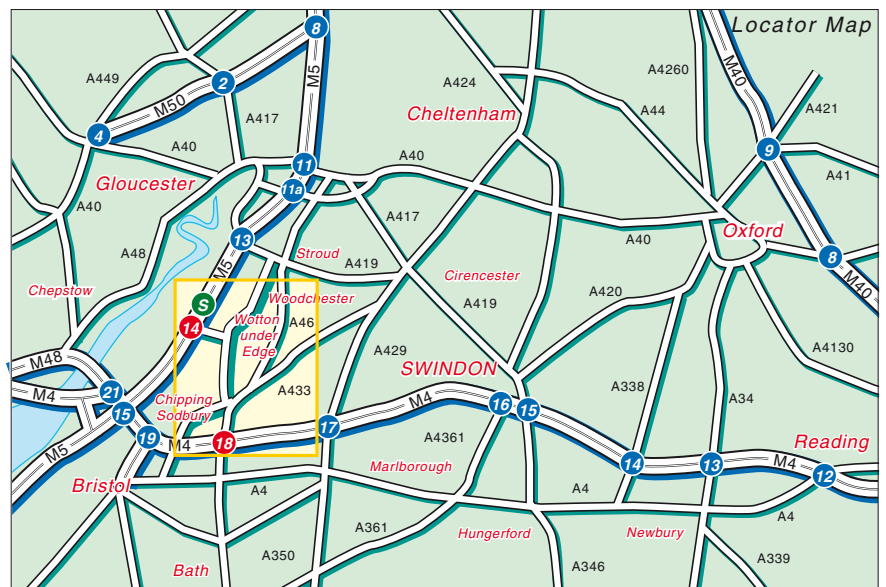 Locator Map
8
A449
M5
A424
A4260
M40
2
M50
A417
A44
A421
Cheltenham
4
A40
11
A40
9
Gloucester
11a
A41
A40
A417
A48
13
Stroud
A40
Oxford
8
M5
A419
Cirencester
M40
Chepstow
Woodchester
A420
S
A419
14
Wotton
under
Edge
A46
A429
A4130
M48
SWINDON
M4
21
A433
A338
A34
Chipping
Sodbury
M4
16
15
15
19
M4
18
17
A4361
Reading
M5
Marlborough
14
13
M4
12
Bristol
A4
A4
A4
A361
Hungerford
Newbury
A350
A339
Bath
A346